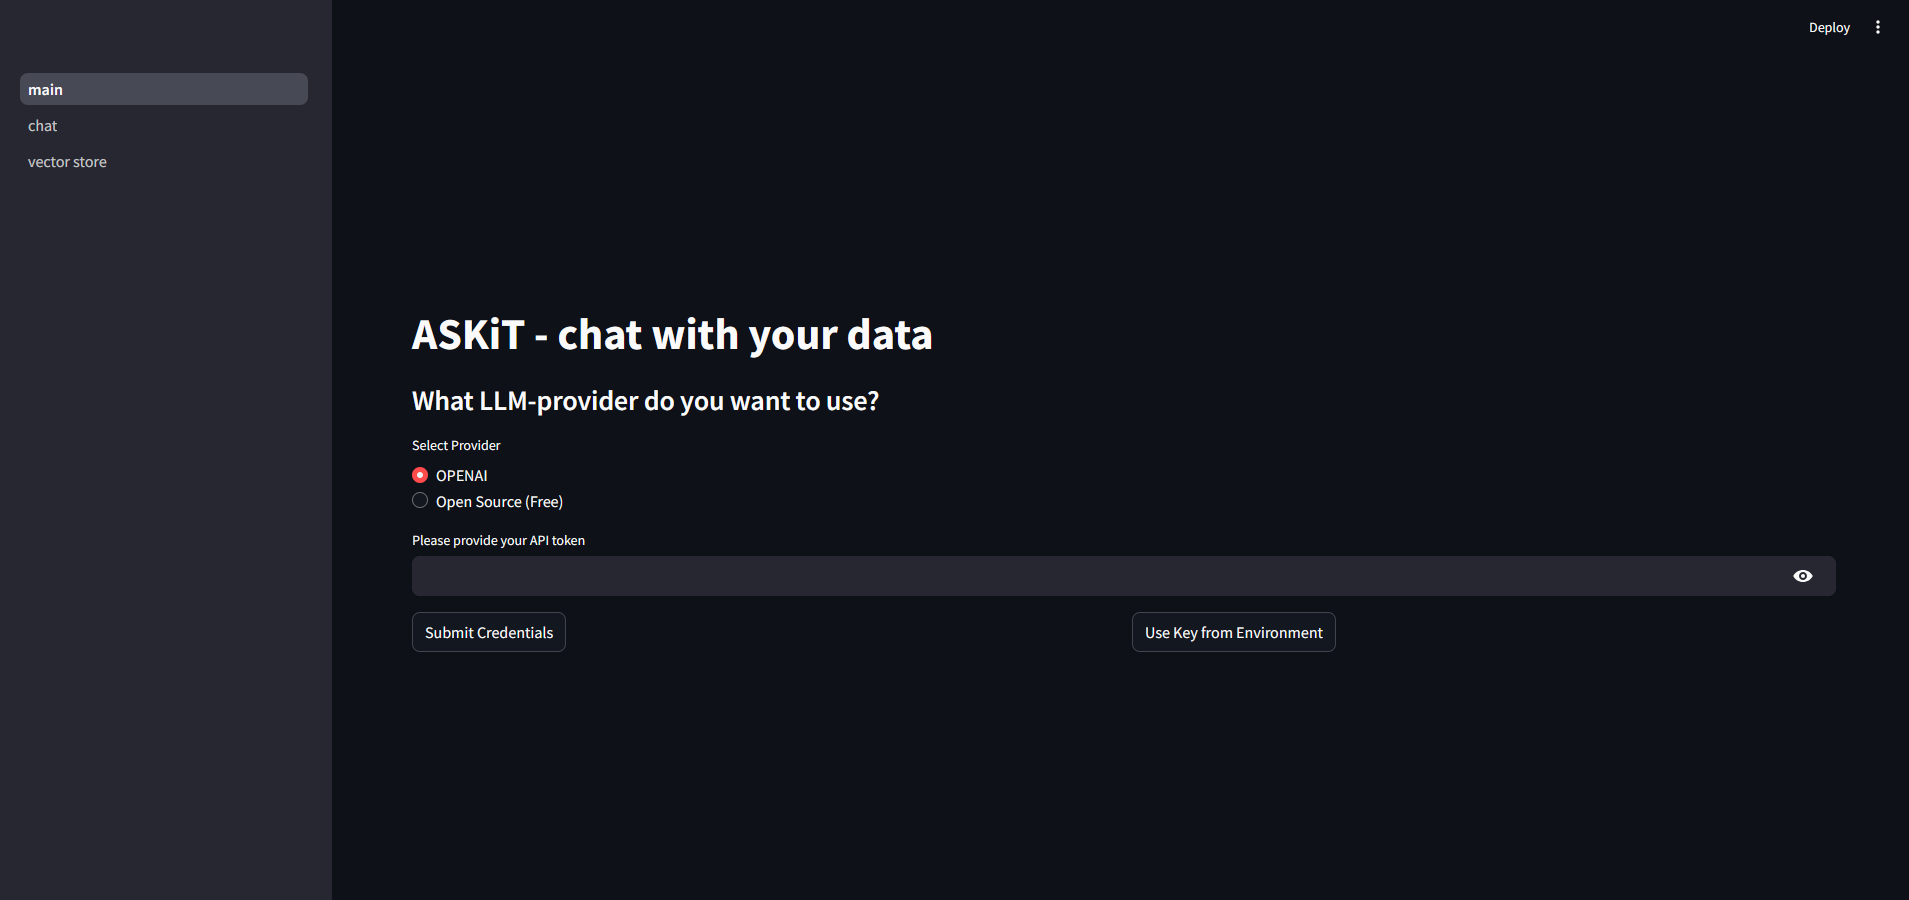 Deploy
main
chat
vector store
ASKiT - chat with your data
What LLM-provider do you want to use?
Select Provider
OPENAI
Open Source (Free)
Please provide your API token
Submit Credentials
Use Key from Environment